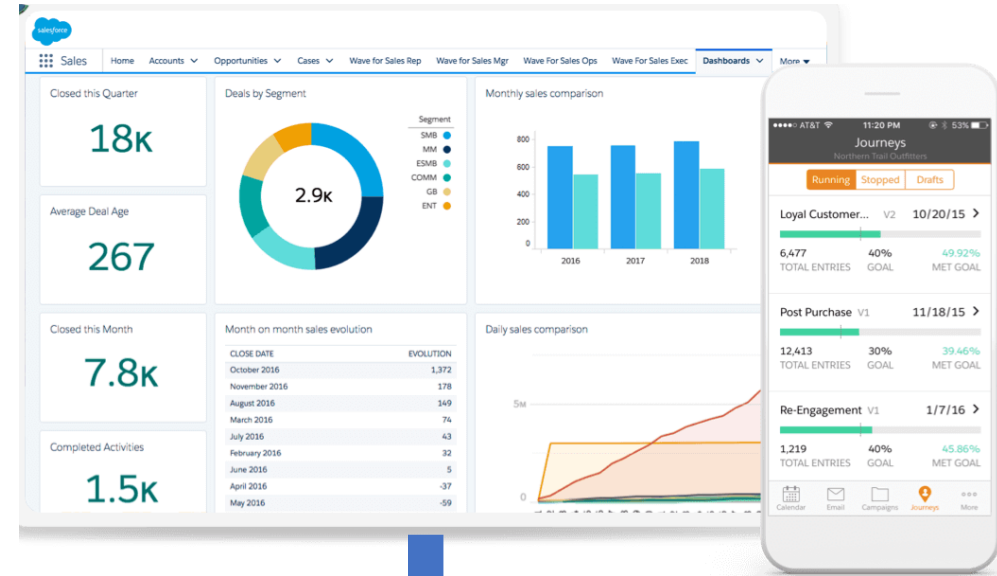 salesforce
Sales Home Accounts Opportunities Cases Wave for Sales Rep Wave for Sales Mgr Wave For Sales Ops Wave For Sales Exec Dashboards More
Closed this Quarter
18K
Average Deal Age
267
Closed this Month
7.8K
Completed Activities
1.5K
Deals by Segment
2.9K
Segment
SMB
MM
ESMB
COMM
GB
ENT
Month on month sales evolution
CLOSE DATE EVOLUTION
October 2016 1,372
November 2016 178
August 2016 149
March 2016 74
July 2016 43
February 2016 32
June 2016 5
April 2016 -37
May 2016 -59
Monthly sales comparison
800
600
400
200
0
2016 2017 2018
Daily sales comparison
5M
0
AT&T 11:20 PM 53%
Journeys
Northern Trail Outfitters
Running Stopped Drafts
Loyal Customer... V2 10/20/15
6,477 40% 49.92%
TOTAL ENTRIES GOAL MET GOAL
Post Purchase V1 11/18/15
12,413 30% 39.46%
TOTAL ENTRIES GOAL MET GOAL
Re-Engagement V1 1/7/16
1,219 40% 45.86%
TOTAL ENTRIES GOAL MET GOAL
Calendar Email Campaigns Journeys More